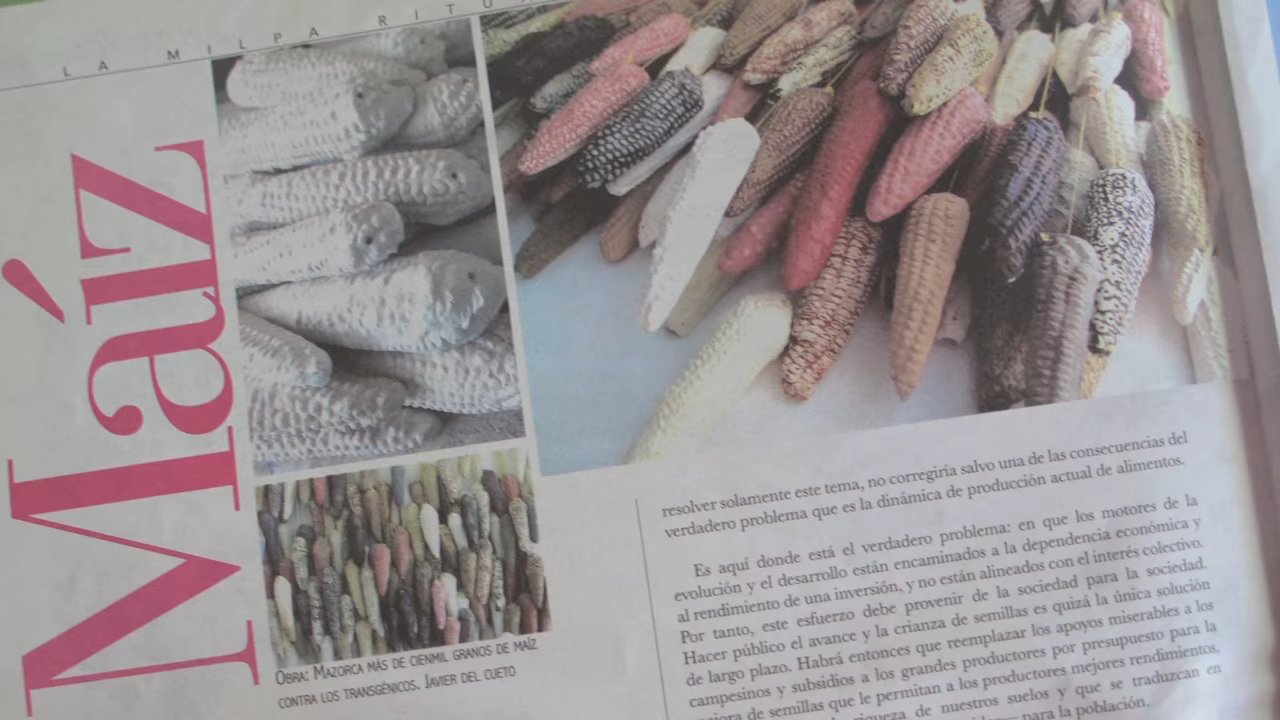 LA MILPA RITU
Maíz
OBRA: MAZORCA MÁS DE CIENMIL GRANOS DE MAÍZ
CONTRA LOS TRANSGÉNICOS. JAVIER DEL CUETO
resolver solamente este tema, no corregiría salvo una de las consecuencias del
verdadero problema que es la dinámica de producción actual de alimentos.
Es aquí donde está el verdadero problema: en que los motores de la
evolución y el desarrollo están encaminados a la dependencia económica y
al rendimiento de una inversión, y no están alineados con el interés colectivo.
Por tanto, este esfuerzo debe provenir de la sociedad para la sociedad.
Hacer público el avance y la crianza de semillas es quizá la única solución
de largo plazo. Habrá entonces que reemplazar los apoyos miserables a los
campesinos y subsidios a los grandes productores por presupuesto para la
mejora de semillas que le permitan a los productores mejores rendimientos,
riqueza de nuestros suelos y que se traduzcan en
para la población.